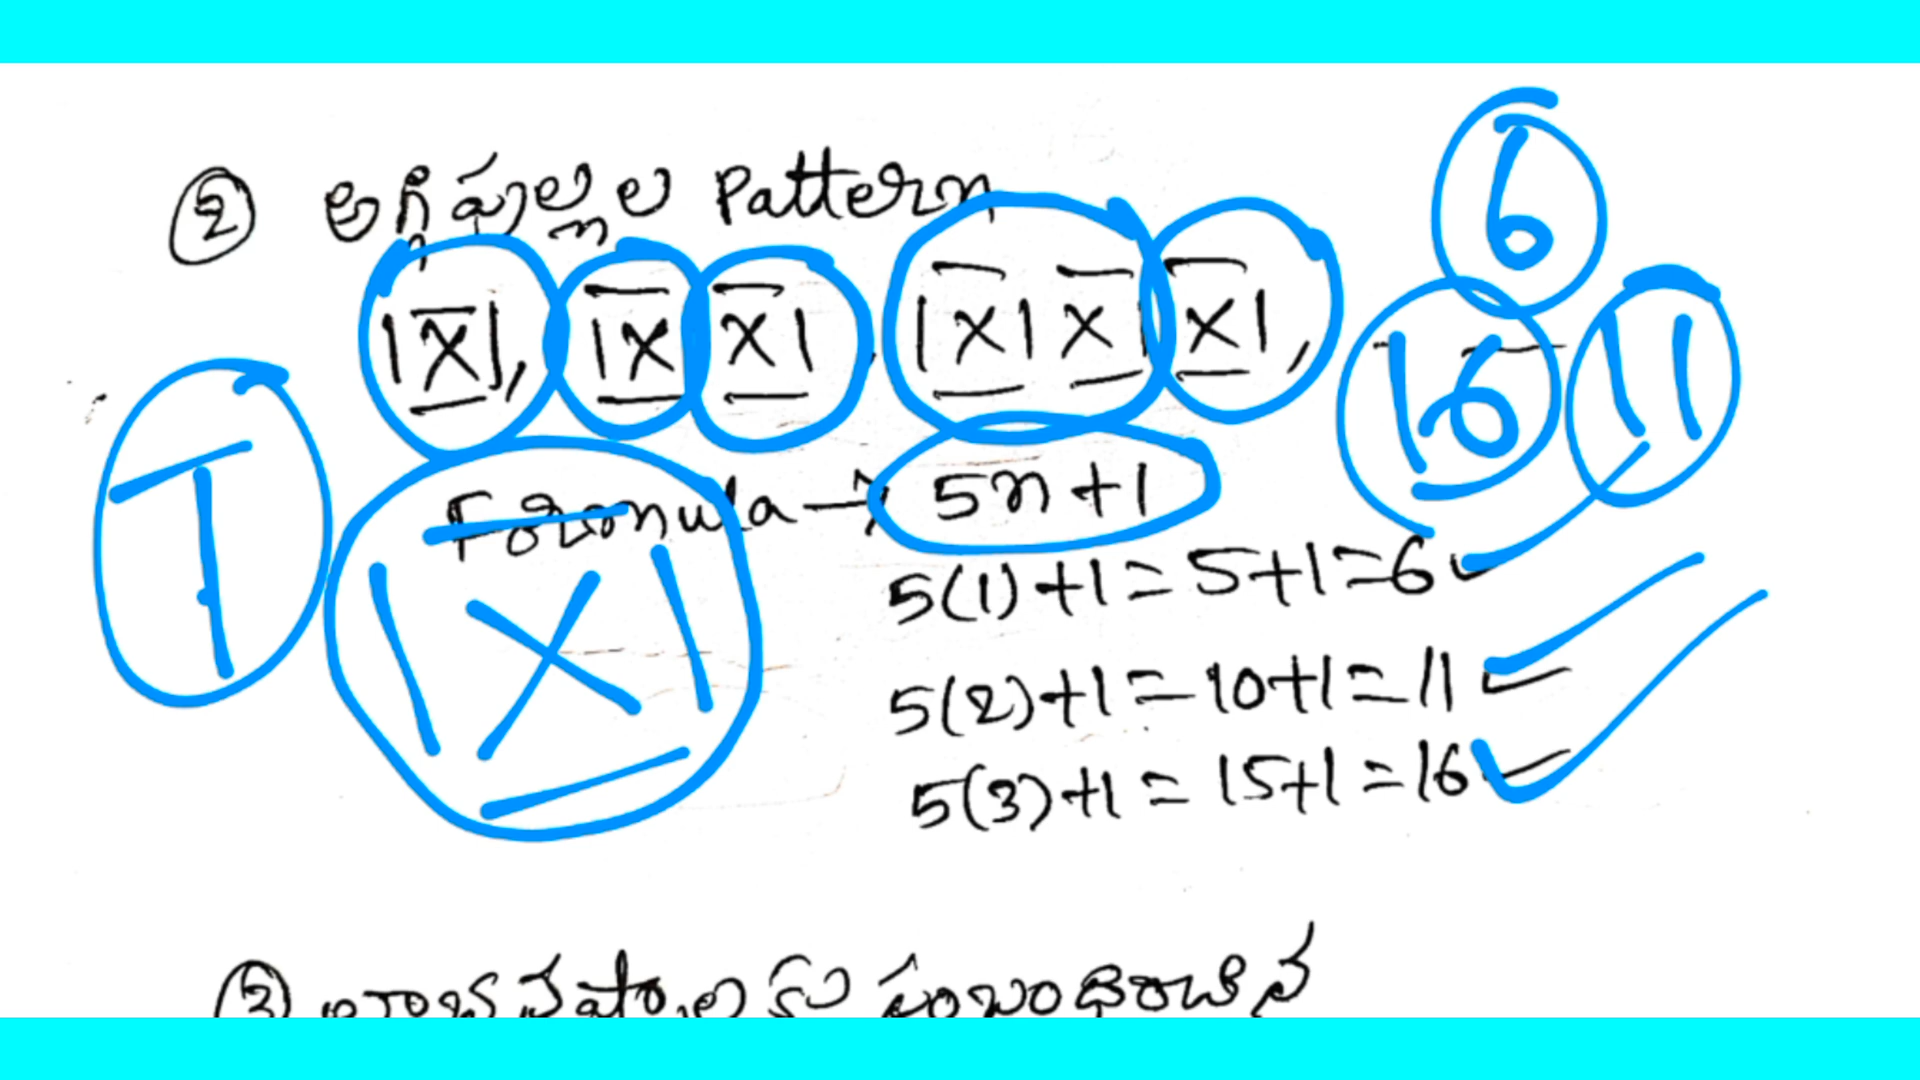 ② అగ్గిపుల్లల Pattern
|X|, |X X|, |X|X|X|,
6
16 11
Formula → 5n+1
5(1)+1=5+1=6
5(2)+1=10+1=11
5(3)+1=15+1=16
|X|
③ సంబంధించిన